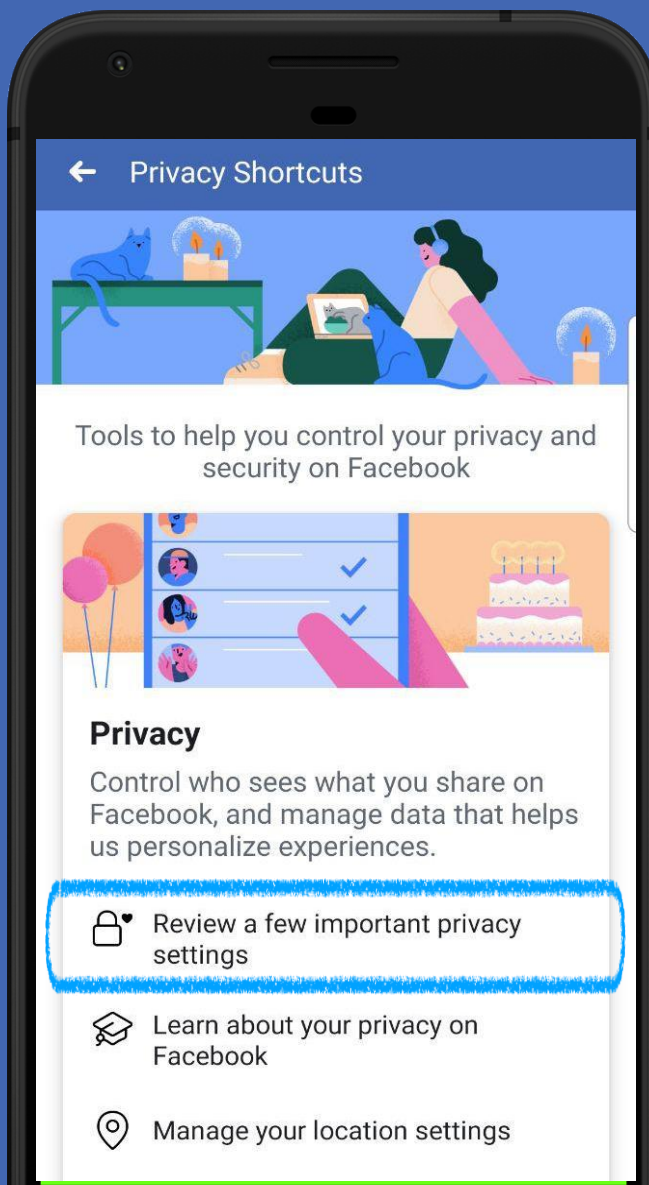 Privacy Shortcuts
Tools to help you control your privacy and
security on Facebook
Privacy
Control who sees what you share on
Facebook, and manage data that helps
us personalize experiences.
Review a few important privacy
settings
Learn about your privacy on
Facebook
Manage your location settings